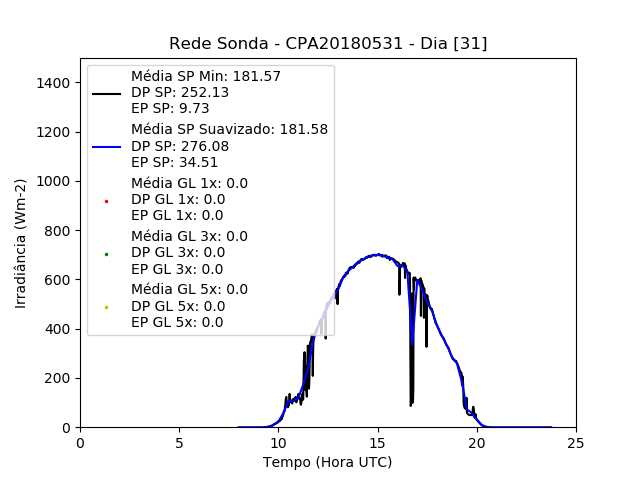 Rede Sonda - CPA20180531 - Dia [31]
Média SP Min: 181.57
DP SP: 252.13
EP SP: 9.73
Média SP Suavizado: 181.58
DP SP: 276.08
EP SP: 34.51
Média GL 1x: 0.0
DP GL 1x: 0.0
EP GL 1x: 0.0
Média GL 3x: 0.0
DP GL 3x: 0.0
EP GL 3x: 0.0
Média GL 5x: 0.0
DP GL 5x: 0.0
EP GL 5x: 0.0
Irradiância (Wm-2)
1400
1200
1000
800
600
400
200
0
0 5 10 15 20 25
Tempo (Hora UTC)